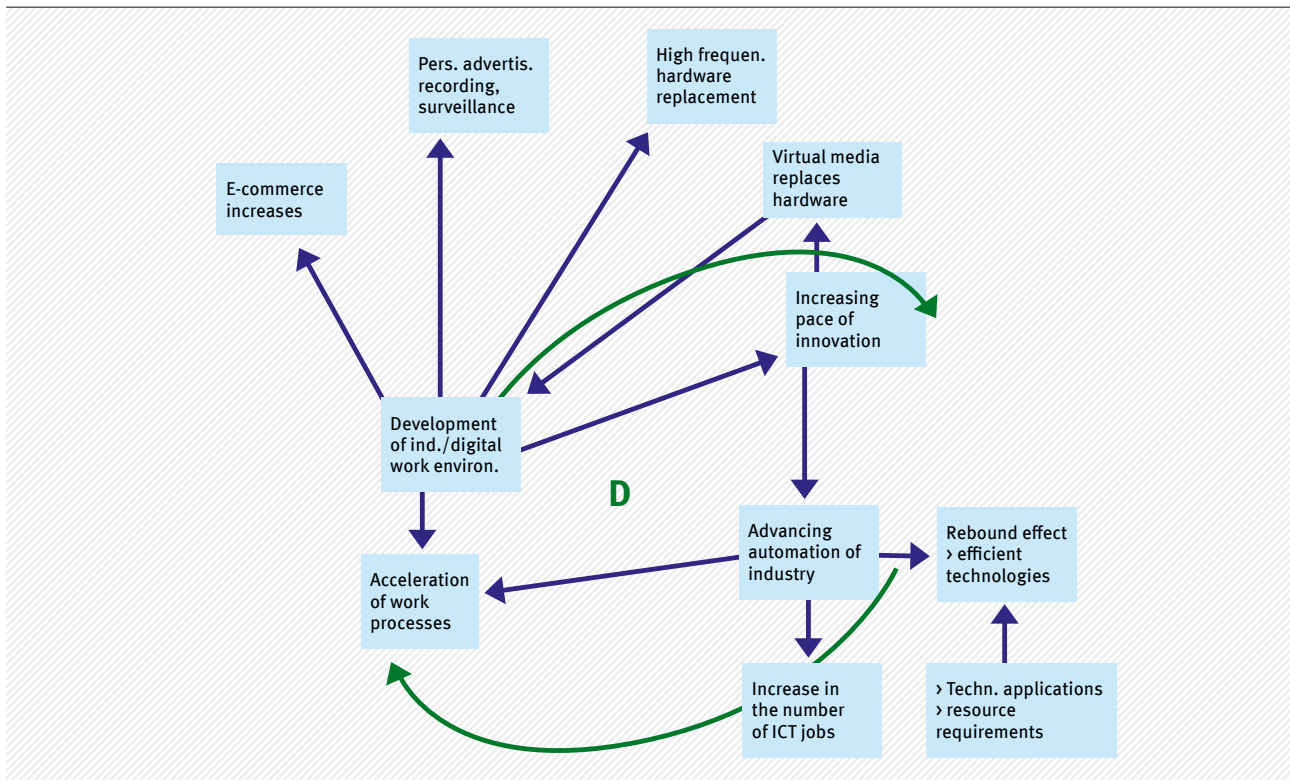 Pers. advertis.
recording,
surveillance
High frequen.
hardware
replacement
Virtual media
replaces
hardware
E-commerce
increases
Increasing
pace of
innovation
Development
of ind./digital
work environ.
D
Advancing
automation of
industry
Rebound effect
› efficient
technologies
Acceleration
of work
processes
Increase in
the number
of ICT jobs
› Techn. applications
› resource
requirements